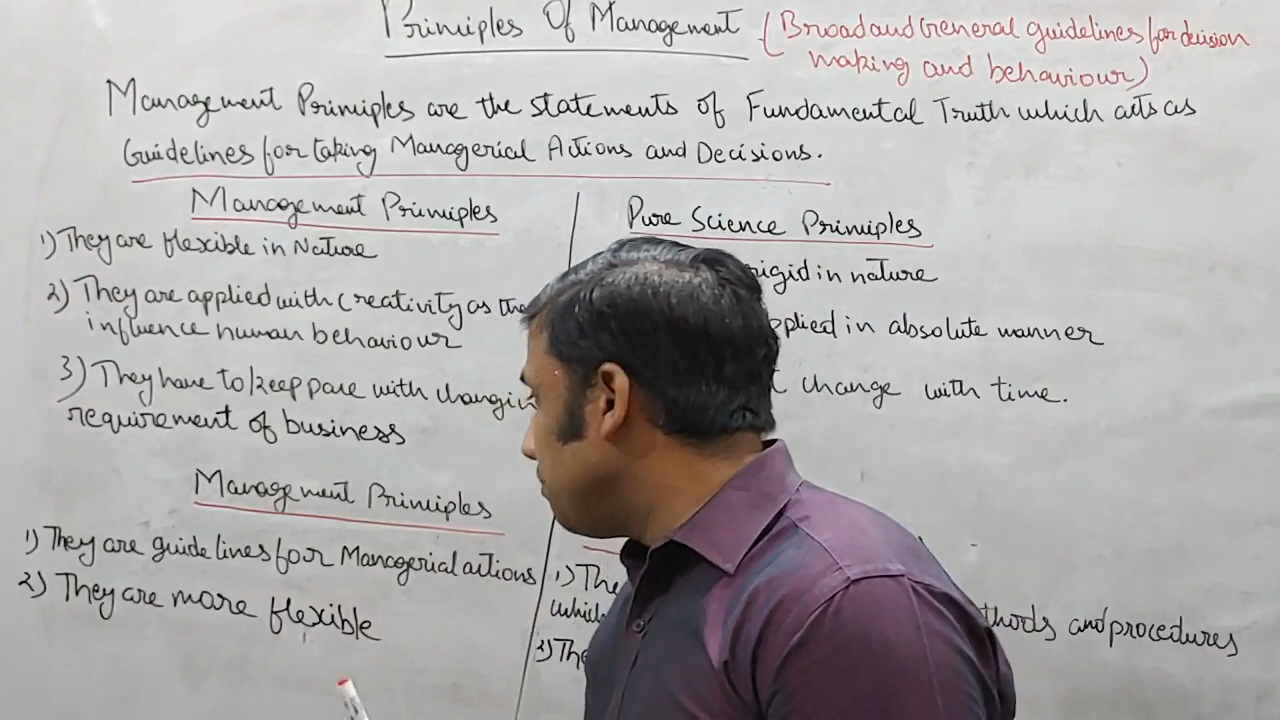 Principles Of Management (Broad and General guidelines for decision
making and behaviour)
Management Principles are the statements of Fundamental Truth which acts as
Guidelines for taking Managerial Actions and Decisions.
Management Principles
1) They are flexible in Nature
2) They are applied with Creativity as the
influence human behaviour
3) They have to keep pace with changin
requirement of business
Pure Science Principles
rigid in nature
applied in absolute manner
change with time.
Management Principles
1) They are guidelines for Managerial actions
2) They are more flexible
1) The
which thods and procedures
2) The